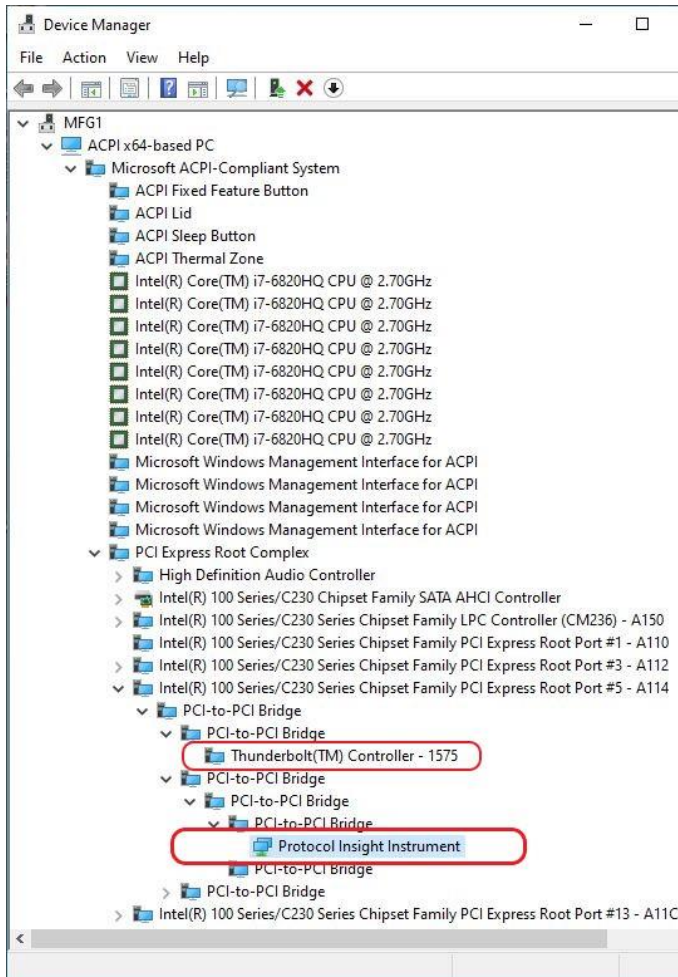 Device Manager
File Action View Help
MFG1
ACPI x64-based PC
Microsoft ACPI-Compliant System
ACPI Fixed Feature Button
ACPI Lid
ACPI Sleep Button
ACPI Thermal Zone
Intel(R) Core(TM) i7-6820HQ CPU @ 2.70GHz
Intel(R) Core(TM) i7-6820HQ CPU @ 2.70GHz
Intel(R) Core(TM) i7-6820HQ CPU @ 2.70GHz
Intel(R) Core(TM) i7-6820HQ CPU @ 2.70GHz
Intel(R) Core(TM) i7-6820HQ CPU @ 2.70GHz
Intel(R) Core(TM) i7-6820HQ CPU @ 2.70GHz
Intel(R) Core(TM) i7-6820HQ CPU @ 2.70GHz
Intel(R) Core(TM) i7-6820HQ CPU @ 2.70GHz
Microsoft Windows Management Interface for ACPI
Microsoft Windows Management Interface for ACPI
Microsoft Windows Management Interface for ACPI
Microsoft Windows Management Interface for ACPI
PCI Express Root Complex
High Definition Audio Controller
Intel(R) 100 Series/C230 Chipset Family SATA AHCI Controller
Intel(R) 100 Series/C230 Series Chipset Family LPC Controller (CM236) - A150
Intel(R) 100 Series/C230 Series Chipset Family PCI Express Root Port #1 - A110
Intel(R) 100 Series/C230 Series Chipset Family PCI Express Root Port #3 - A112
Intel(R) 100 Series/C230 Series Chipset Family PCI Express Root Port #5 - A114
PCI-to-PCI Bridge
PCI-to-PCI Bridge
Thunderbolt(TM) Controller - 1575
PCI-to-PCI Bridge
PCI-to-PCI Bridge
PCI-to-PCI Bridge
Protocol Insight Instrument
PCI-to-PCI Bridge
PCI-to-PCI Bridge
Intel(R) 100 Series/C230 Series Chipset Family PCI Express Root Port #13 - A11C